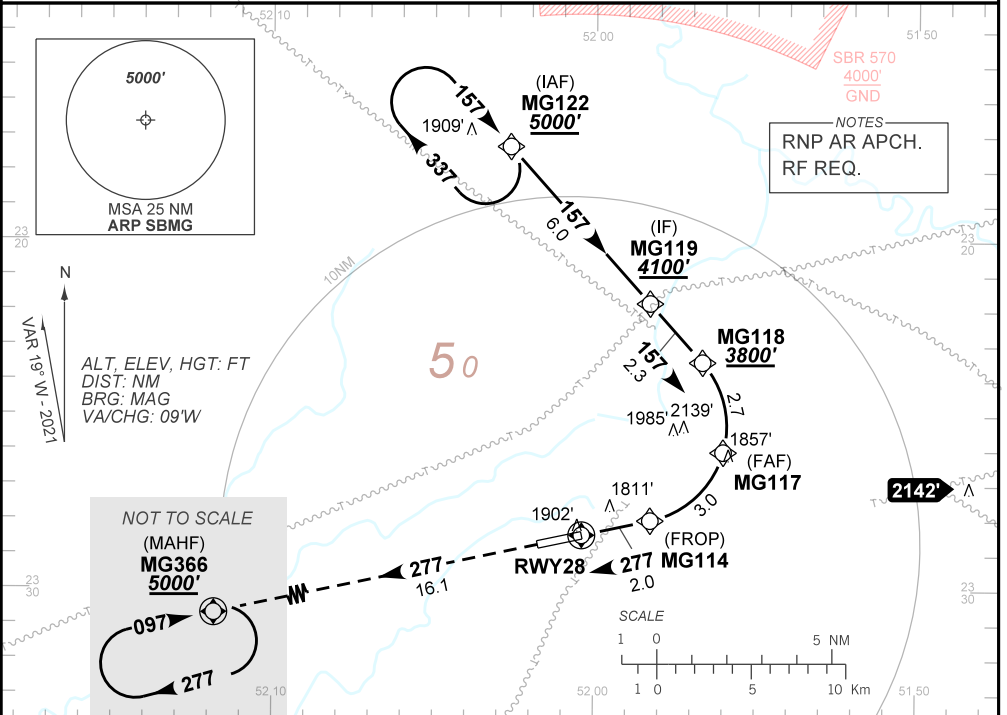 52 10
52 00
51 50
5000'
MSA 25 NM
ARP SBMG
157
337
1909'
(IAF)
MG122
5000'
SBR 570
4000'
GND
NOTES
RNP AR APCH.
RF REQ.
23
20
23
20
157
6.0
(IF)
MG119
4100'
10NM
N
VAR 19° W - 2021
ALT, ELEV, HGT: FT
DIST: NM
BRG: MAG
VA/CHG: 09'W
50
157
2.3
MG118
3800'
2.7
1985'
2139'
1857'
(FAF)
MG117
2142'
3.0
1811'
1902'
(FROP)
MG114
RWY28
277
2.0
277
16.1
NOT TO SCALE
(MAHF)
MG366
5000'
097
277
23
30
23
30
SCALE
1 0 5 NM
1 0 5 10 Km
52 10
52 00
51 50